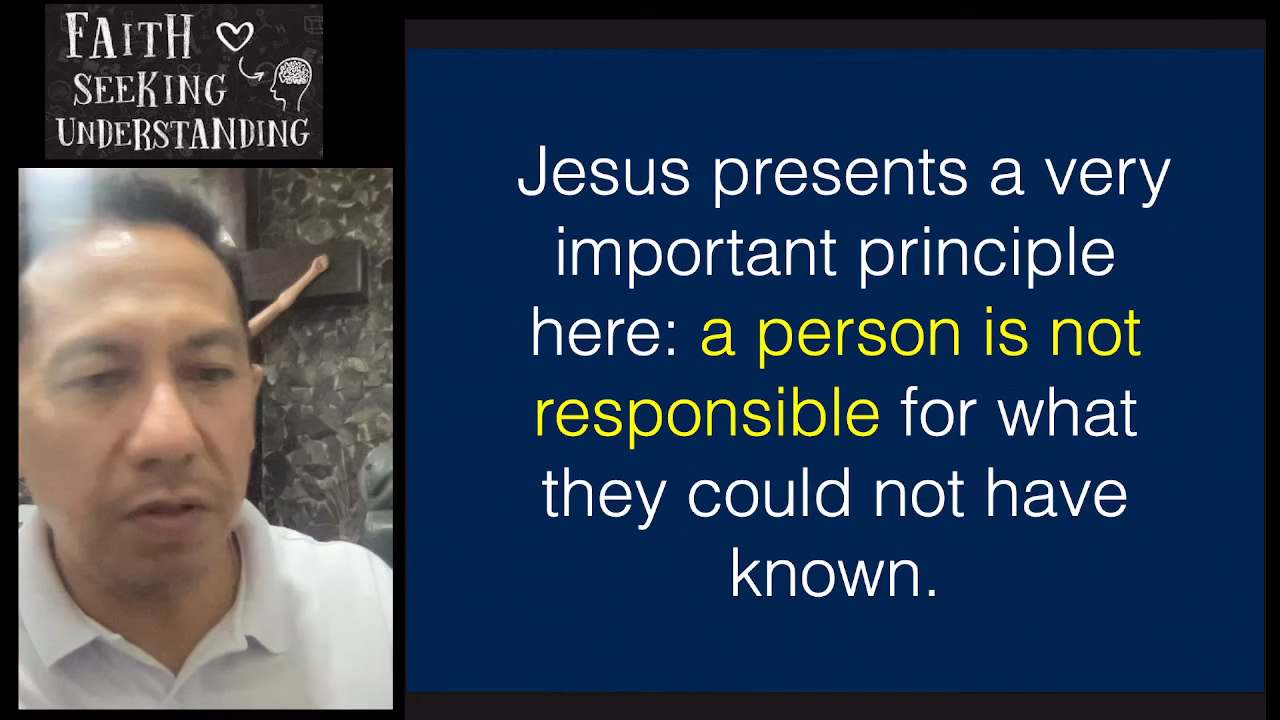 FAITH
SEEKING
UNDERSTANDING
Jesus presents a very
important principle
here: a person is not
responsible for what
they could not have
known.